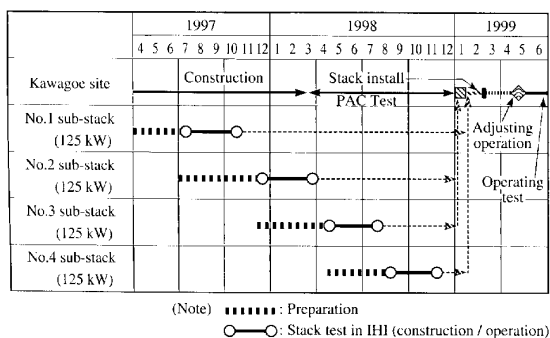 1997 1998 1999
4 5 6 7 8 9 10 11 12 1 2 3 4 5 6 7 8 9 10 11 12 1 2 3 4 5 6
Kawagoe site
Construction
Stack install
PAC Test
No.1 sub-stack
(125 kW)
Adjusting
operation
No.2 sub-stack
(125 kW)
Operating
test
No.3 sub-stack
(125 kW)
No.4 sub-stack
(125 kW)
(Note) : Preparation
: Stack test in IHI (construction / operation)